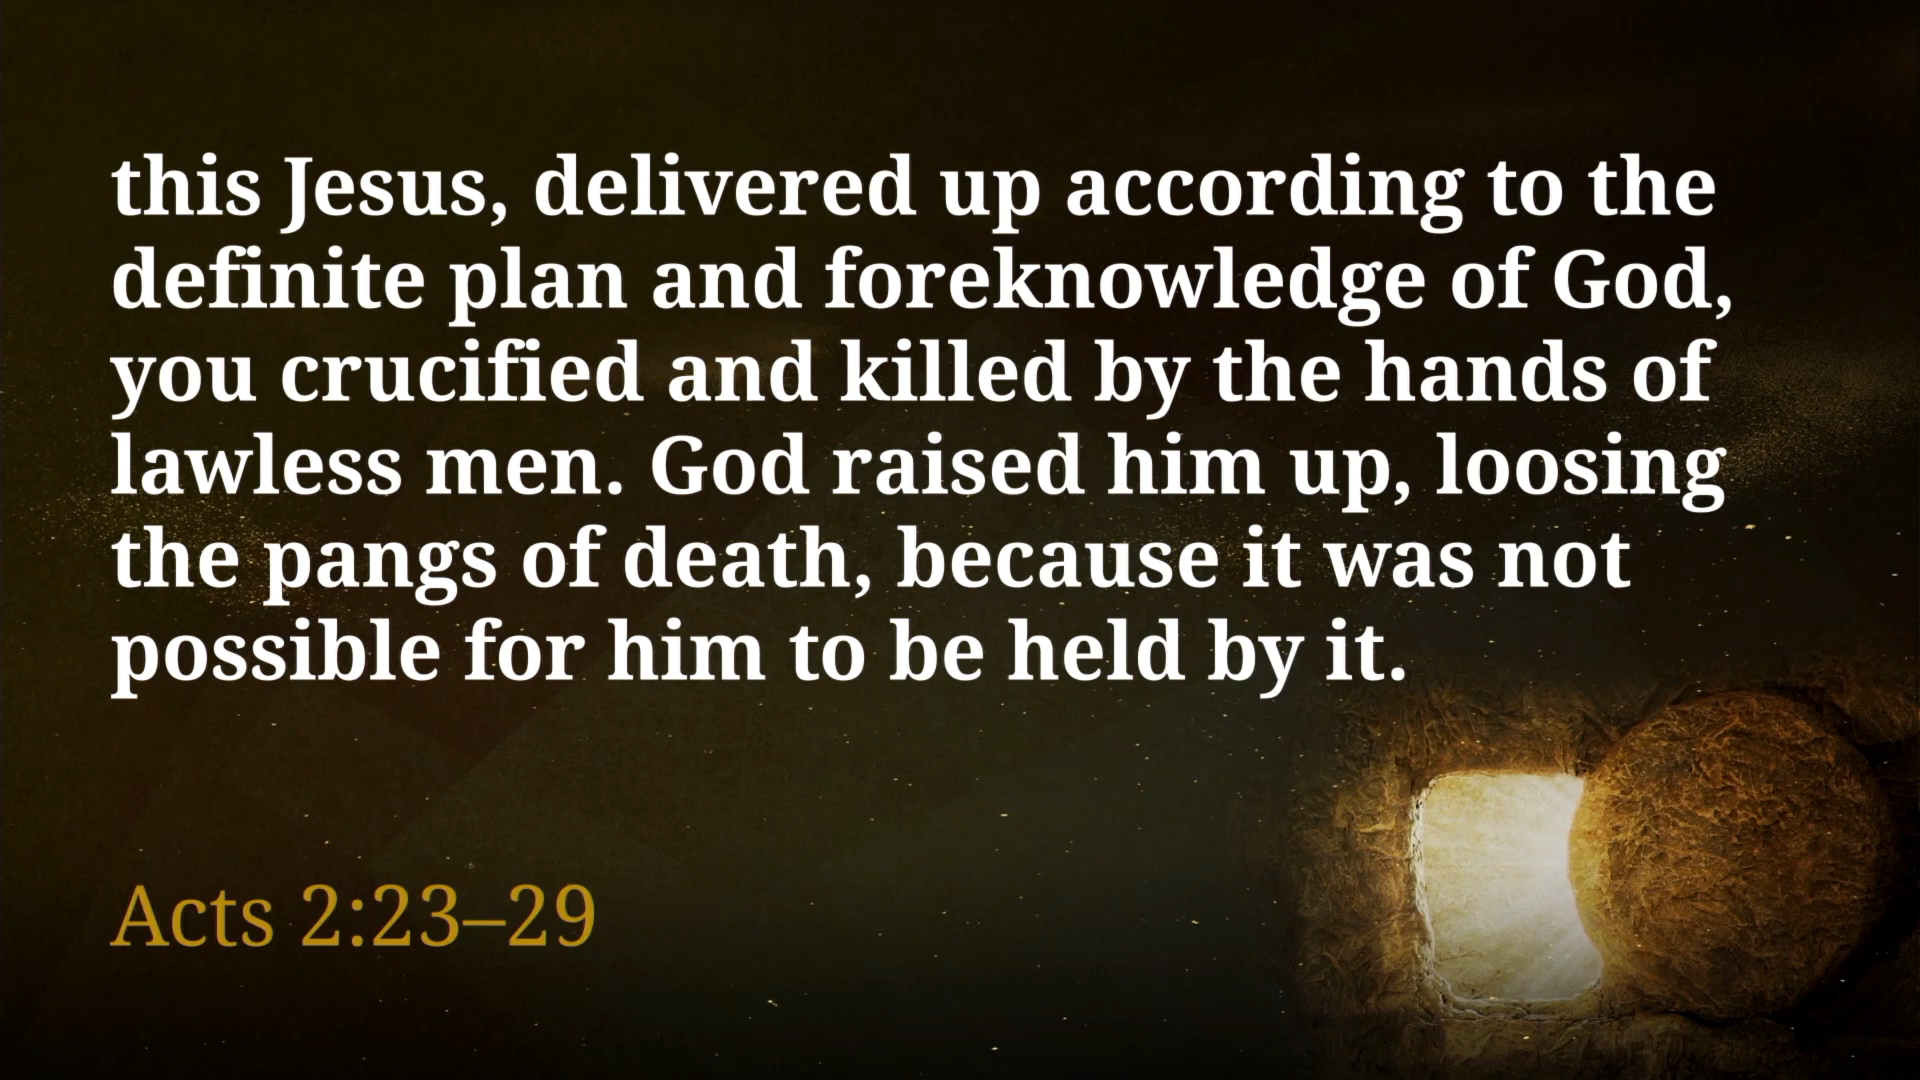 this Jesus, delivered up according to the
definite plan and foreknowledge of God,
you crucified and killed by the hands of
lawless men. God raised him up, loosing
the pangs of death, because it was not
possible for him to be held by it.
Acts 2:23–29